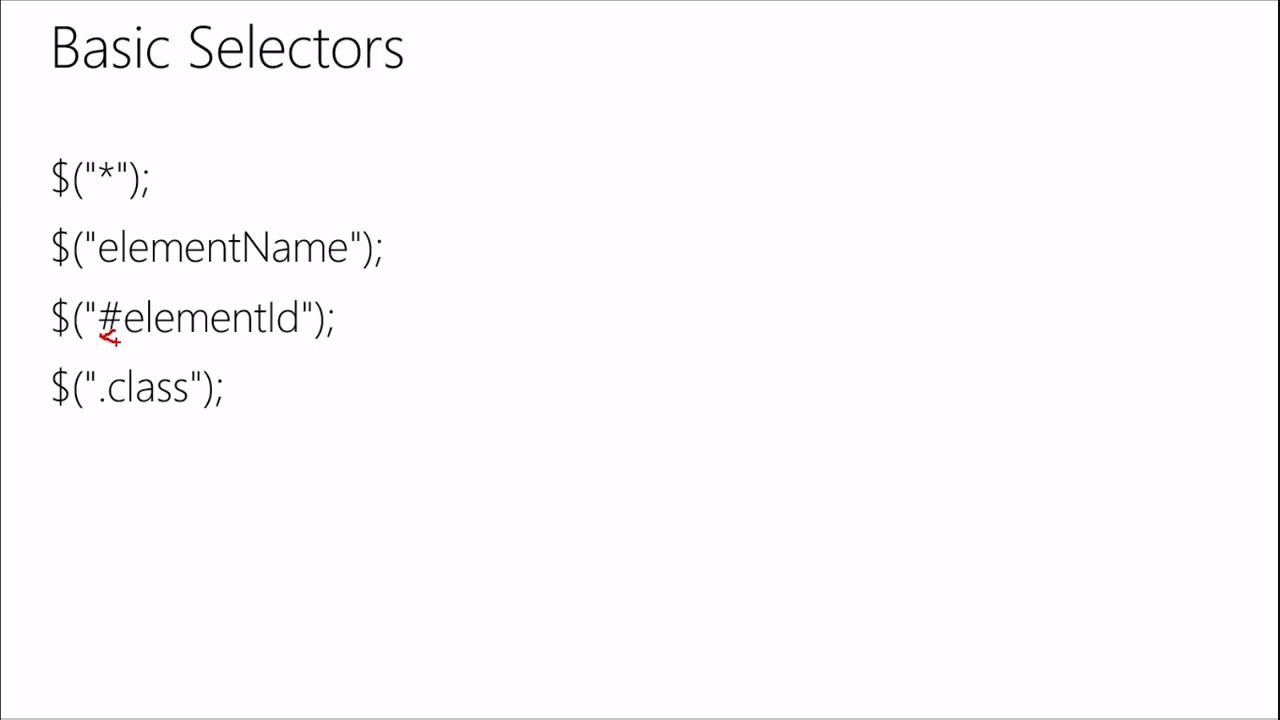 Basic Selectors
$("*");
$("elementName");
$("#elementId");
$(".class");